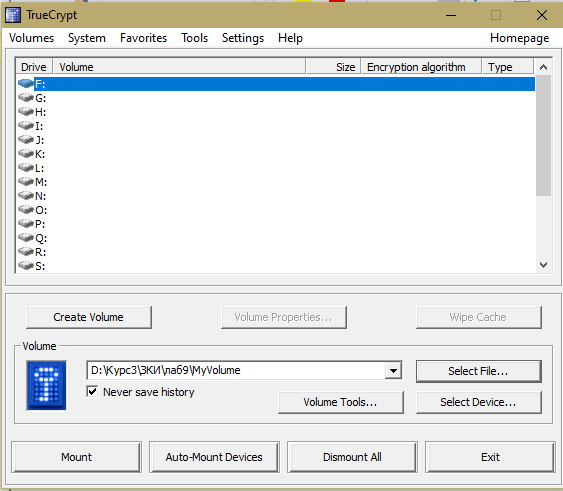 TrueCrypt
Volumes System Favorites Tools Settings Help Homepage
Drive Volume Size Encryption algorithm Type
F:
G:
H:
I:
J:
K:
L:
M:
N:
O:
P:
Q:
R:
S:
Create Volume Volume Properties... Wipe Cache
Volume
D:\Курс3\ЗКИ\лаб9\MyVolume Select File...
Never save history
Volume Tools... Select Device...
Mount Auto-Mount Devices Dismount All Exit